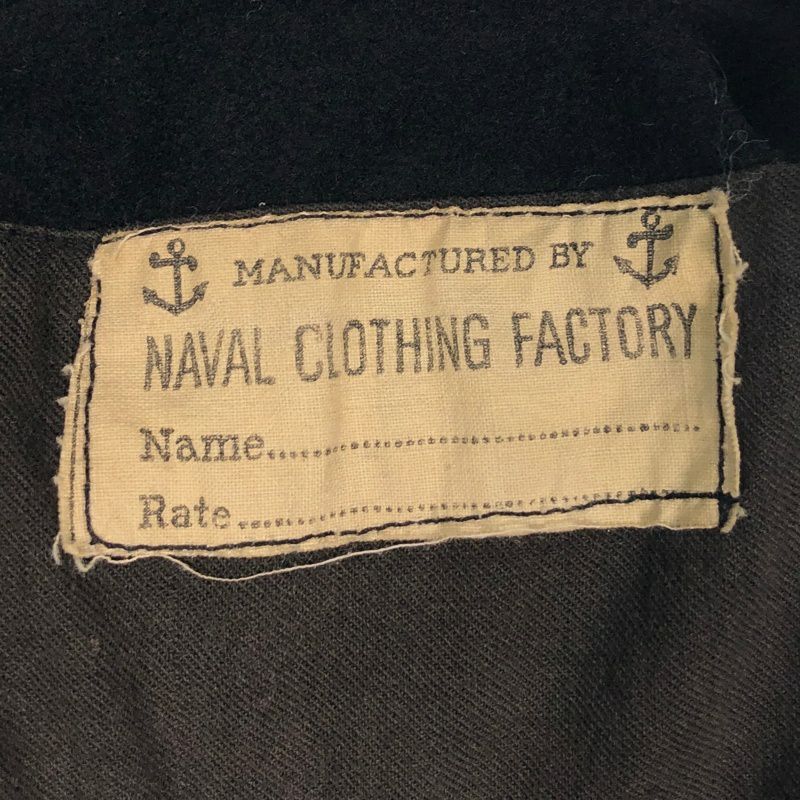 MANUFACTURED BY
NAVAL CLOTHING FACTORY
Name..............................
Rate..............................